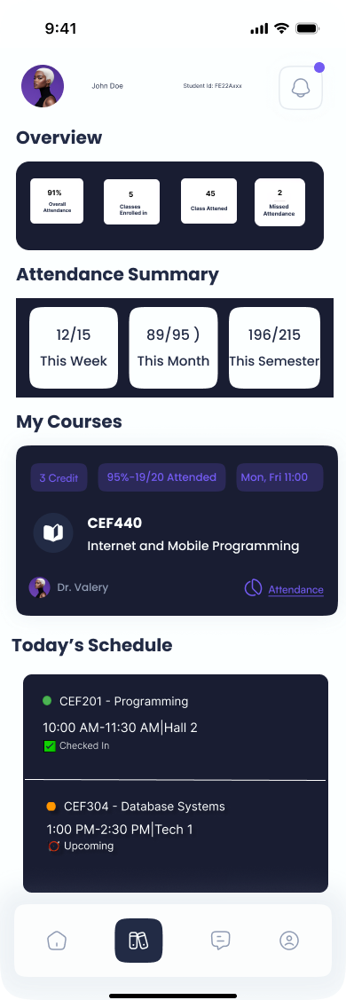 9:41
John Doe
Student Id: FE22Axxx
Overview
91%
Overall
Attendance
5
Classes
Enrolled in
45
Class Attened
2
Missed
Attendance
Attendance Summary
12/15
This Week
89/95 )
This Month
196/215
This Semester
My Courses
3 Credit
95%-19/20 Attended
Mon, Fri 11:00
CEF440
Internet and Mobile Programming
Dr. Valery
Attendance
Today’s Schedule
CEF201 - Programming
10:00 AM-11:30 AM|Hall 2
Checked In
CEF304 - Database Systems
1:00 PM-2:30 PM|Tech 1
Upcoming